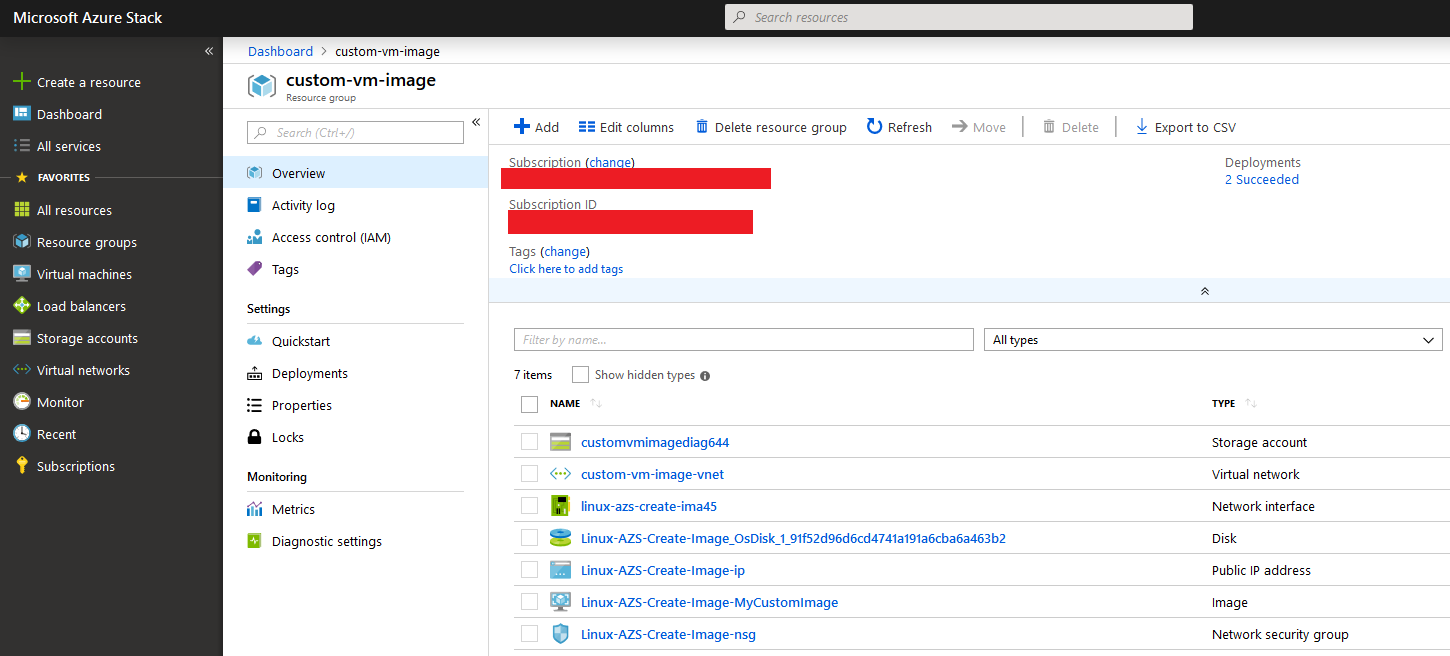 Microsoft Azure Stack
Search resources
«
Create a resource
Dashboard
All services
FAVORITES
All resources
Resource groups
Virtual machines
Load balancers
Storage accounts
Virtual networks
Monitor
Recent
Subscriptions
Dashboard > custom-vm-image
custom-vm-image
Resource group
Search (Ctrl+/)
«
Overview
Activity log
Access control (IAM)
Tags
Settings
Quickstart
Deployments
Properties
Locks
Monitoring
Metrics
Diagnostic settings
Add Edit columns Delete resource group Refresh Move Delete Export to CSV
Subscription (change)
Deployments
2 Succeeded
Subscription ID
Tags (change)
Click here to add tags
Filter by name...
All types
7 items Show hidden types
NAME TYPE
customvmimagediag644 Storage account
custom-vm-image-vnet Virtual network
linux-azs-create-ima45 Network interface
Linux-AZS-Create-Image_OsDisk_1_91f52d96d6cd4741a191a6cba6a463b2 Disk
Linux-AZS-Create-Image-ip Public IP address
Linux-AZS-Create-Image-MyCustomImage Image
Linux-AZS-Create-Image-nsg Network security group